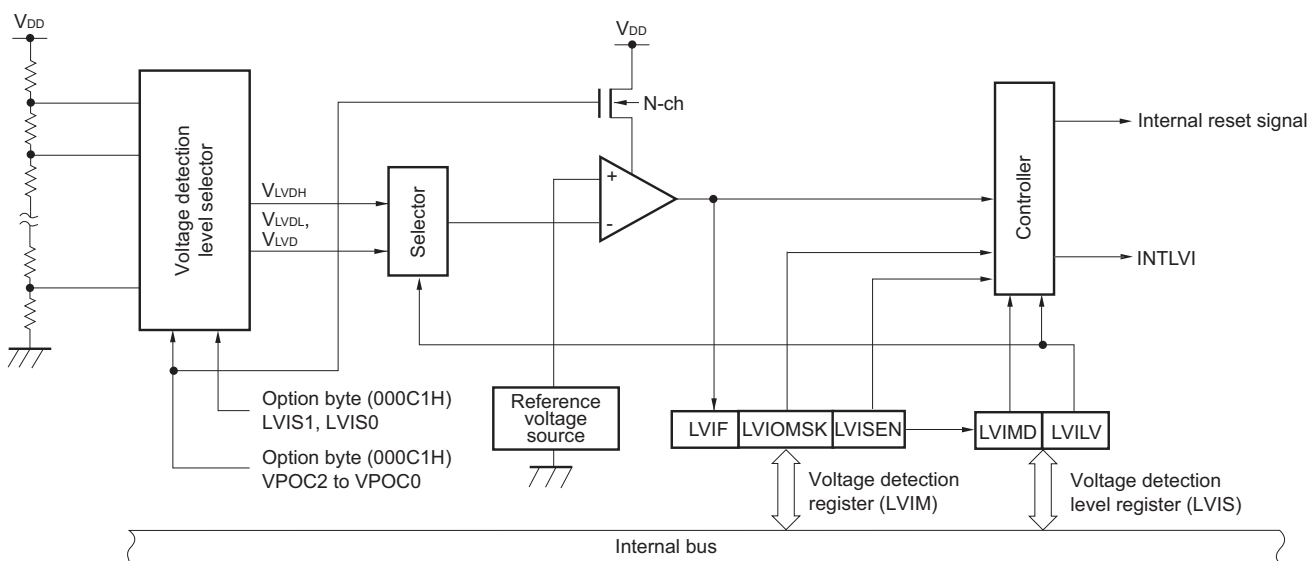 VDD
VDD
N-ch
Voltage detection
level selector
VLVDH
VLVDL,
VLVD
Selector
+
-
Controller
Internal reset signal
INTLVI
Option byte (000C1H)
LVIS1, LVIS0
Option byte (000C1H)
VPOC2 to VPOC0
Reference
voltage
source
LVIF
LVIOMSK
LVISEN
LVIMD
LVILV
Voltage detection
register (LVIM)
Voltage detection
level register (LVIS)
Internal bus